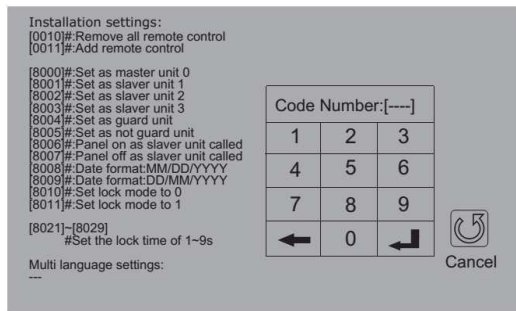 Installation settings:
[0010]#:Remove all remote control
[0011]#:Add remote control
[8000]#:Set as master unit 0
[8001]#:Set as slaver unit 1
[8002]#:Set as slaver unit 2
[8003]#:Set as slaver unit 3
[8004]#:Set as guard unit
[8005]#:Set as not guard unit
[8006]#:Panel on as slaver unit called
[8007]#:Panel off as slaver unit called
[8008]#:Date format:MM/DD/YYYY
[8009]#:Date format:DD/MM/YYYY
[8010]#:Set lock mode to 0
[8011]#:Set lock mode to 1
[8021]~[8029]
#Set the lock time of 1~9s
Multi language settings:
---
Code Number:[----]
1 2 3
4 5 6
7 8 9
0
Cancel